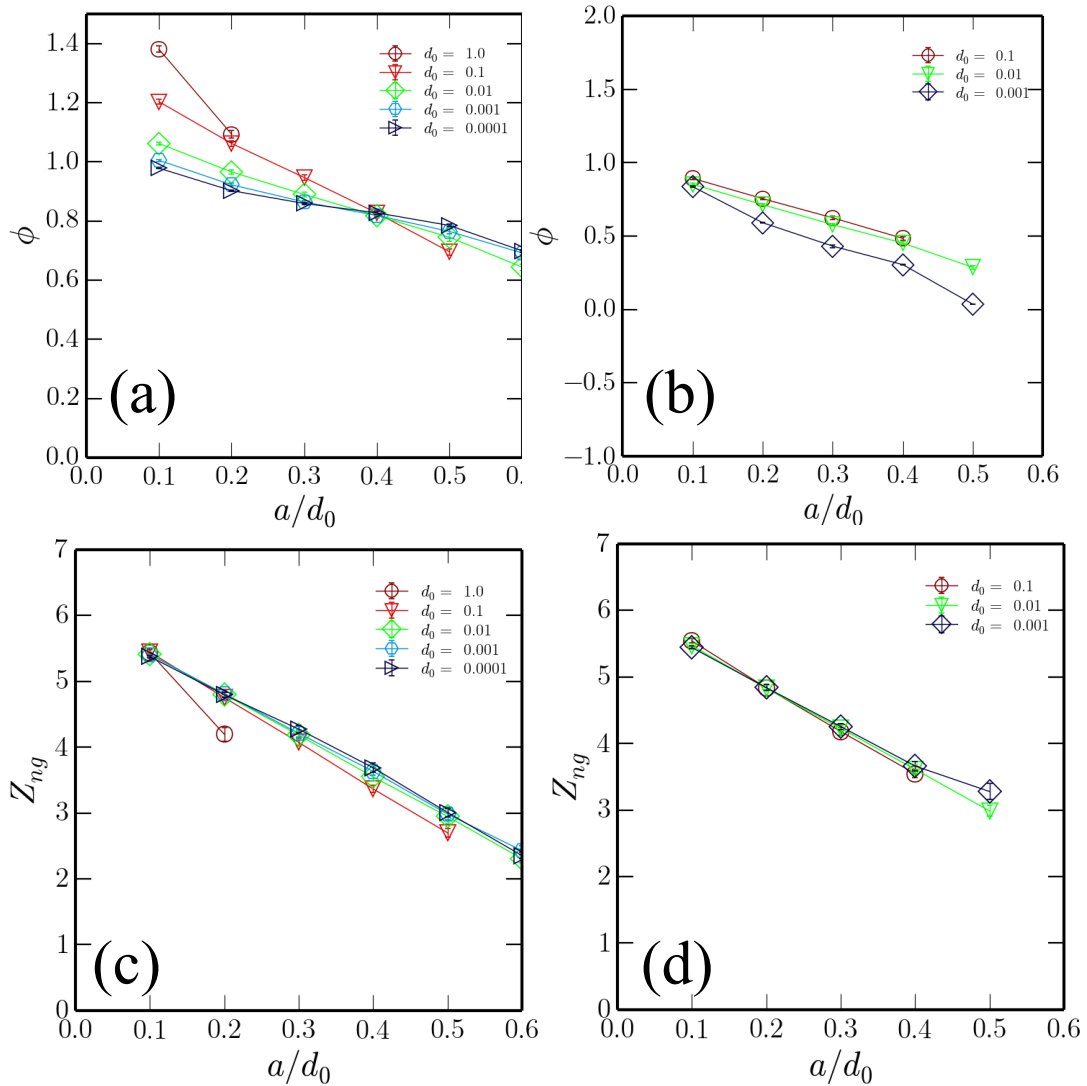 1.4
1.2
1.0
0.8
0.6
0.4
0.2
0.0
ϕ
d₀ = 1.0
d₀ = 0.1
d₀ = 0.01
d₀ = 0.001
d₀ = 0.0001
(a)
0.0 0.1 0.2 0.3 0.4 0.5 0.
a/d₀
2.0
1.5
1.0
0.5
0.0
−0.5
−1.0
ϕ
d₀ = 0.1
d₀ = 0.01
d₀ = 0.001
(b)
0.0 0.1 0.2 0.3 0.4 0.5 0.6
a/d₀
7
6
5
4
3
2
1
0
Zng
d₀ = 1.0
d₀ = 0.1
d₀ = 0.01
d₀ = 0.001
d₀ = 0.0001
(c)
0.0 0.1 0.2 0.3 0.4 0.5 0.6
a/d₀
7
6
5
4
3
2
1
0
Zng
d₀ = 0.1
d₀ = 0.01
d₀ = 0.001
(d)
0.0 0.1 0.2 0.3 0.4 0.5 0.6
a/d₀